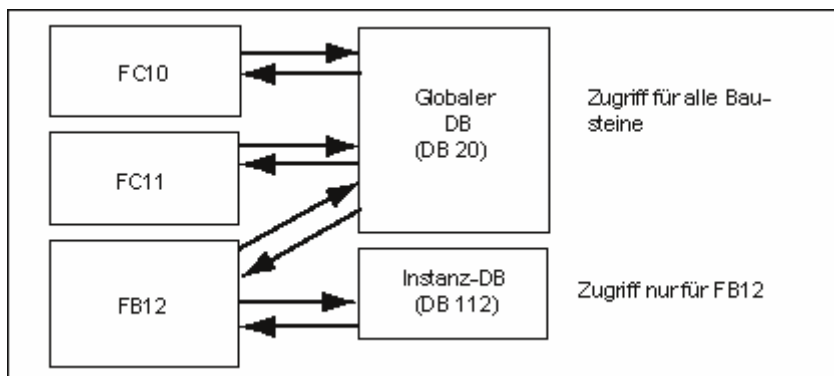 FC10
Globaler
DB
(DB 20)
Zugriff für alle Bau-
steine
FC11
FB12
Instanz-DB
(DB 112)
Zugriff nur für FB12